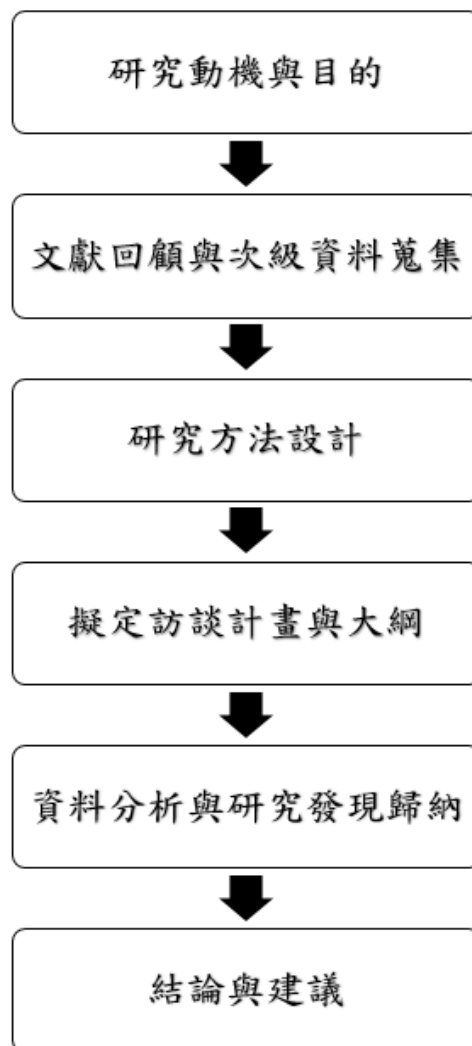 研究動機與目的
文獻回顧與次級資料蒐集
研究方法設計
擬定訪談計畫與大綱
資料分析與研究發現歸納
結論與建議